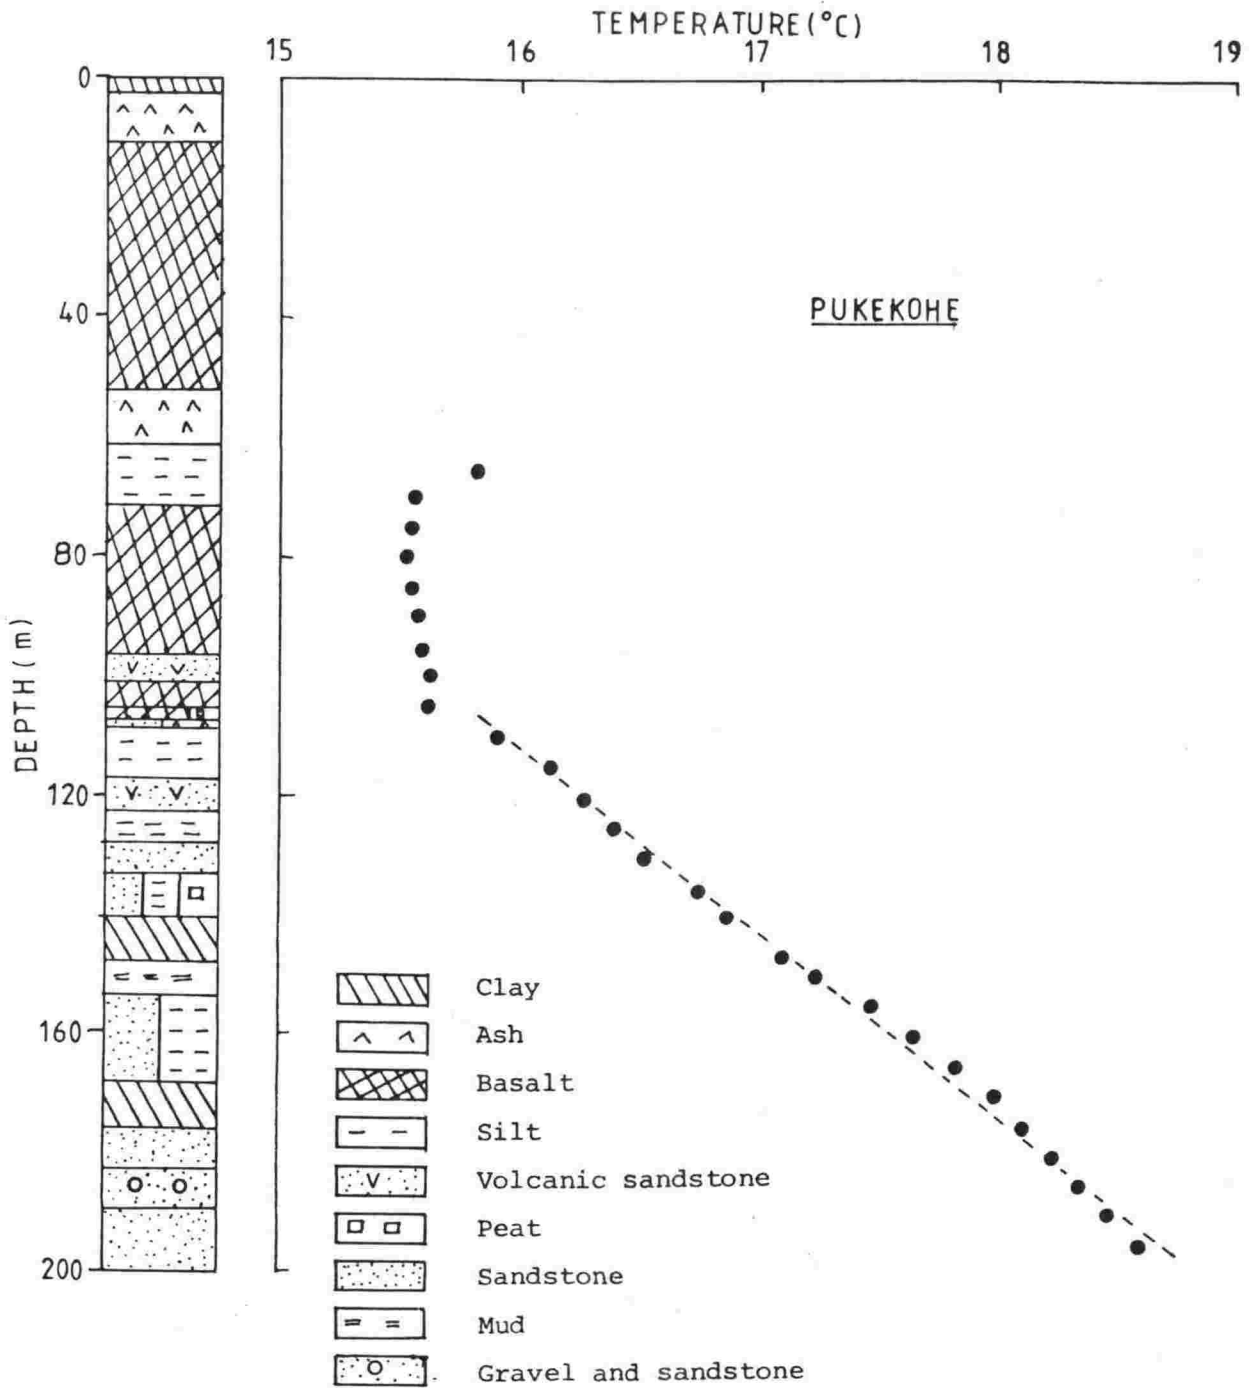 TEMPERATURE (°C)
15 16 17 18 19
0
40
80
120
160
200
DEPTH (m)
PUKEKOHE
Clay
Ash
Basalt
Silt
Volcanic sandstone
Peat
Sandstone
Mud
Gravel and sandstone